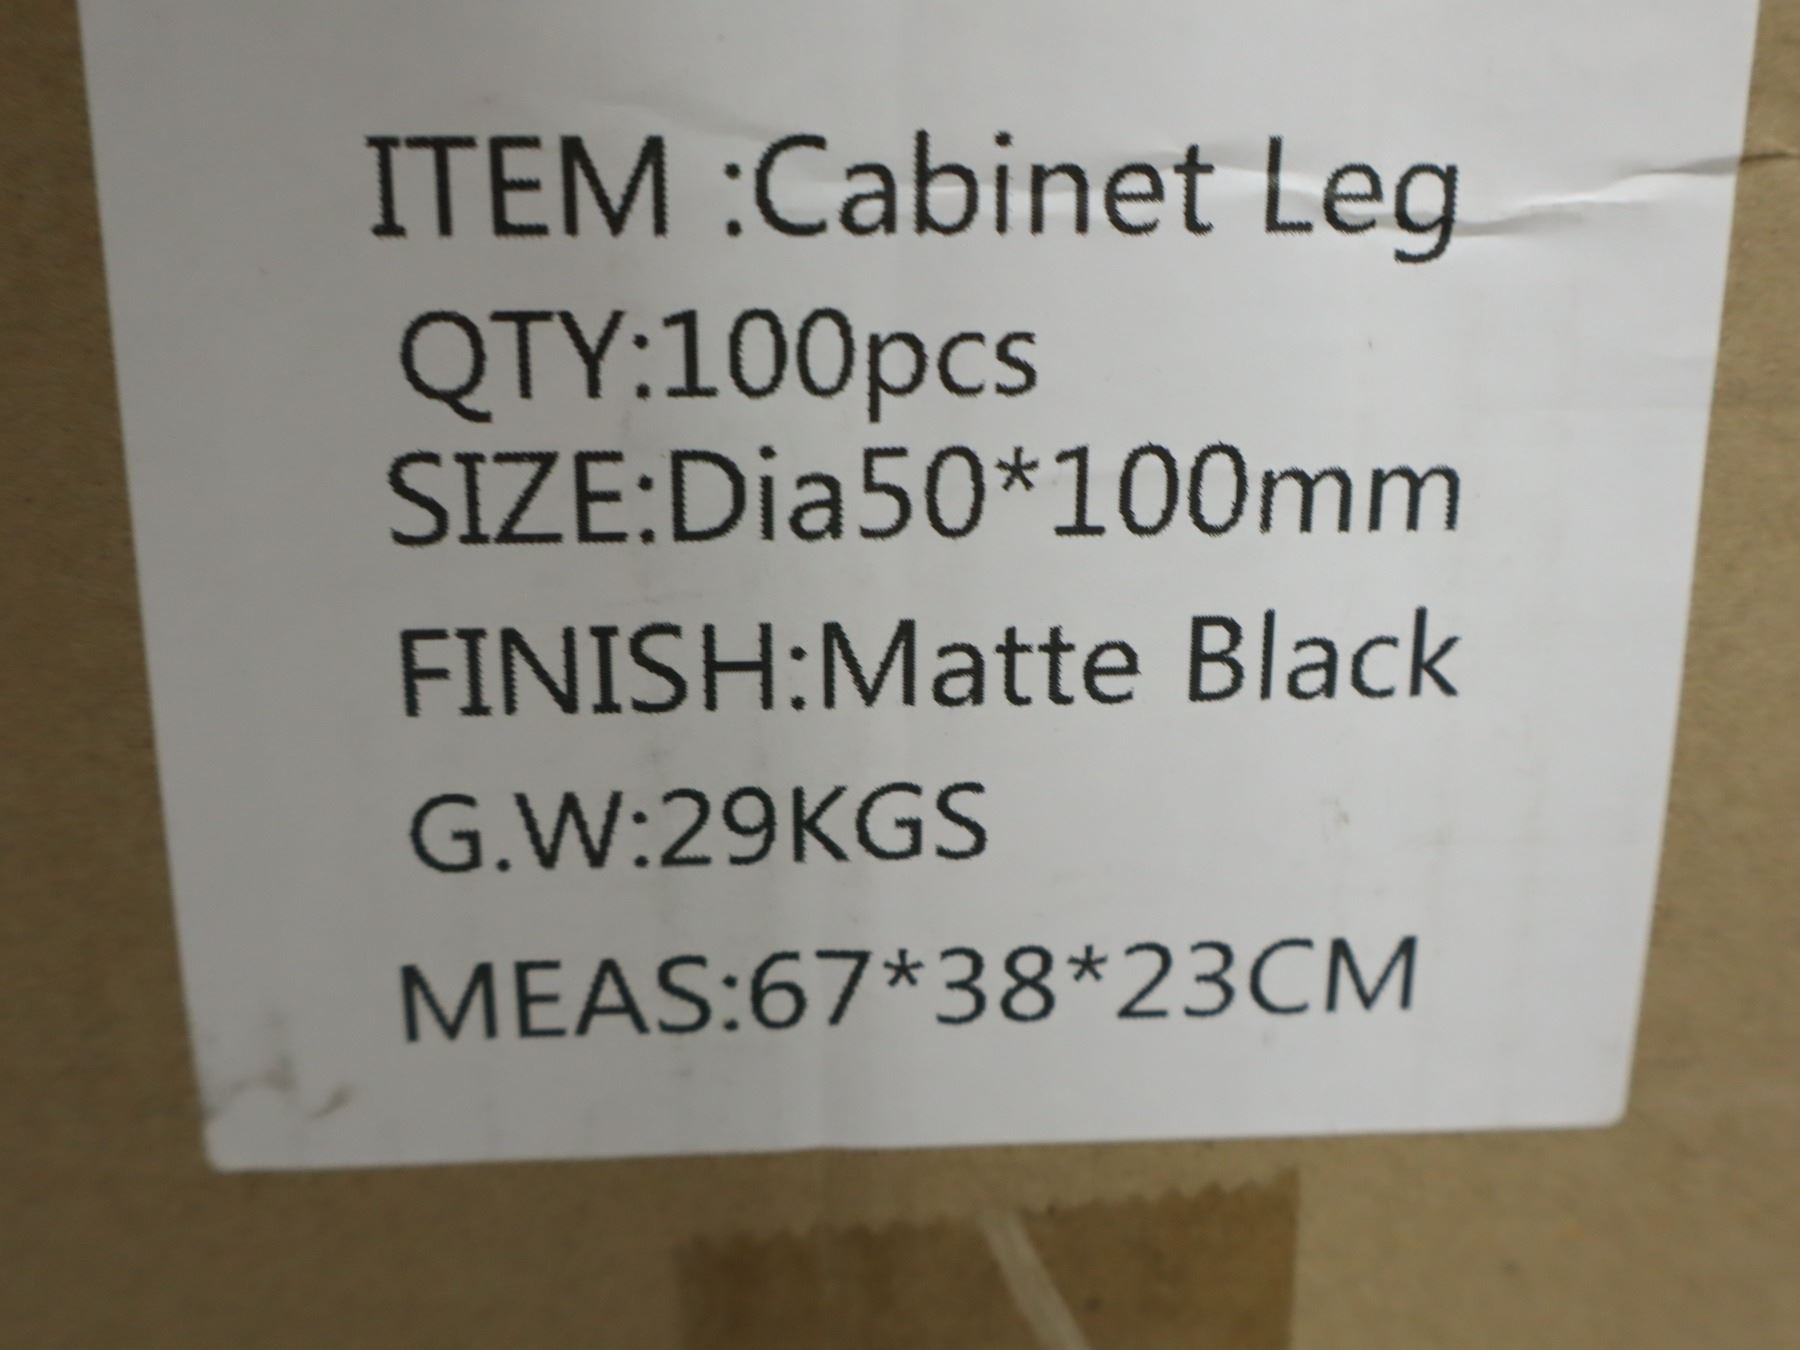 ITEM :Cabinet Leg
QTY:100pcs
SIZE:Dia50*100mm
FINISH:Matte Black
G.W:29KGS
MEAS:67*38*23CM